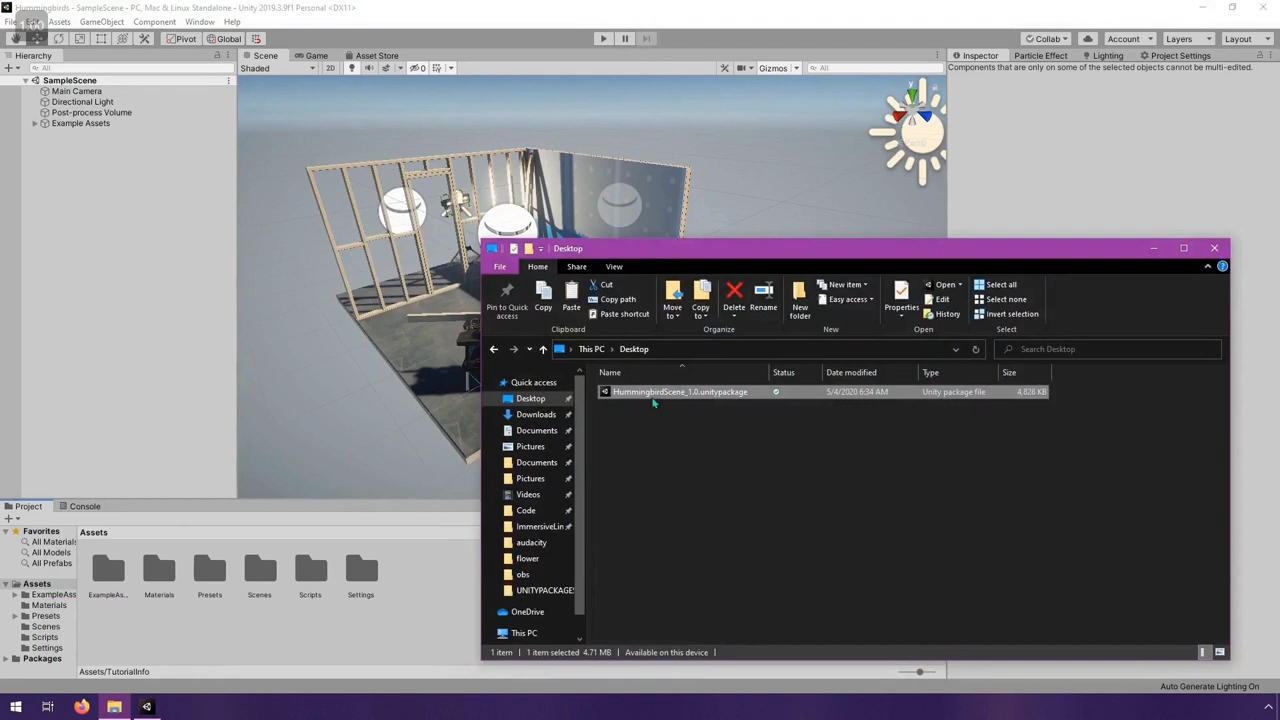 Hummingbirds - SampleScene - PC, Mac & Linux Standalone - Unity 2019.3.9f1 Personal <DX11>
1:00
File Edit Assets GameObject Component Window Help
Pivot Global Collab Account Layers Layout
Hierarchy Scene Game Asset Store Inspector Particle Effect Lighting Project Settings
All Shaded 2D 0 Gizmos All
Components that are only on some of the selected objects cannot be multi-edited.
SampleScene
Main Camera
Directional Light
Post-process Volume
Example Assets
y
Desktop
File Home Share View
Pin to Quick access
Copy
Paste
Cut
Copy path
Paste shortcut
Clipboard
Move to
Copy to
Delete
Rename
Organize
New folder
New item
Easy access
New
Properties
Open
Edit
History
Open
Select all
Select none
Invert selection
Select
This PC Desktop
Search Desktop
Name Status Date modified Type Size
HummingbirdScene_1.0.unitypackage 5/4/2020 6:34 AM Unity package file 4,828 KB
Quick access
Desktop
Downloads
Documents
Pictures
Documents
Pictures
Videos
Code
ImmersiveLin
audacity
flower
obs
UNITYPACKAGES
OneDrive
This PC
1 item 1 item selected 4.71 MB Available on this device
Project Console
Favorites
All Materials
All Models
All Prefabs
Assets
ExampleAss
Materials
Presets
Scenes
Scripts
Settings
Packages
Assets
ExampleAs...
Materials
Presets
Scenes
Scripts
Settings
Assets/TutorialInfo
Auto Generate Lighting On